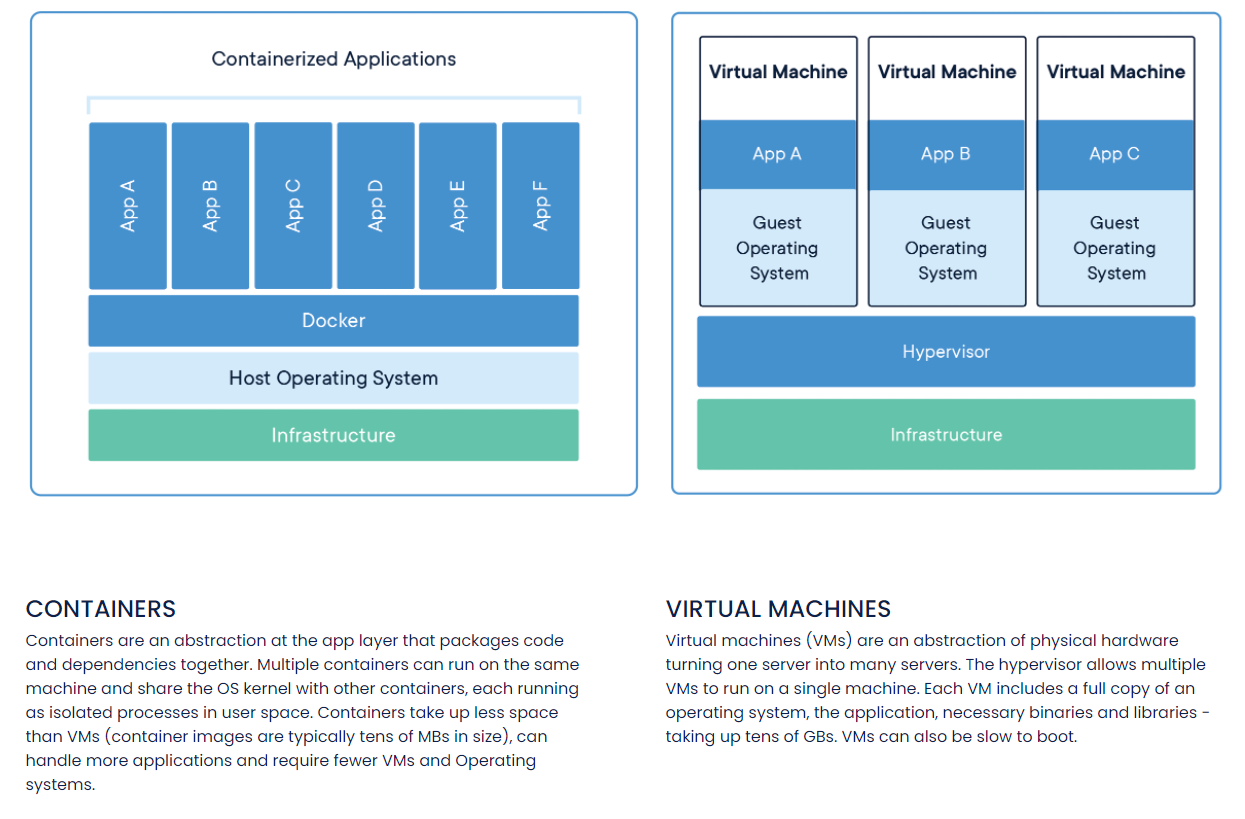 Containerized Applications
App A
App B
App C
App D
App E
App F
Docker
Host Operating System
Infrastructure
Virtual Machine
App A
Guest
Operating
System
Virtual Machine
App B
Guest
Operating
System
Virtual Machine
App C
Guest
Operating
System
Hypervisor
Infrastructure
CONTAINERS
Containers are an abstraction at the app layer that packages code
and dependencies together. Multiple containers can run on the same
machine and share the OS kernel with other containers, each running
as isolated processes in user space. Containers take up less space
than VMs (container images are typically tens of MBs in size), can
handle more applications and require fewer VMs and Operating
systems.
VIRTUAL MACHINES
Virtual machines (VMs) are an abstraction of physical hardware
turning one server into many servers. The hypervisor allows multiple
VMs to run on a single machine. Each VM includes a full copy of an
operating system, the application, necessary binaries and libraries -
taking up tens of GBs. VMs can also be slow to boot.